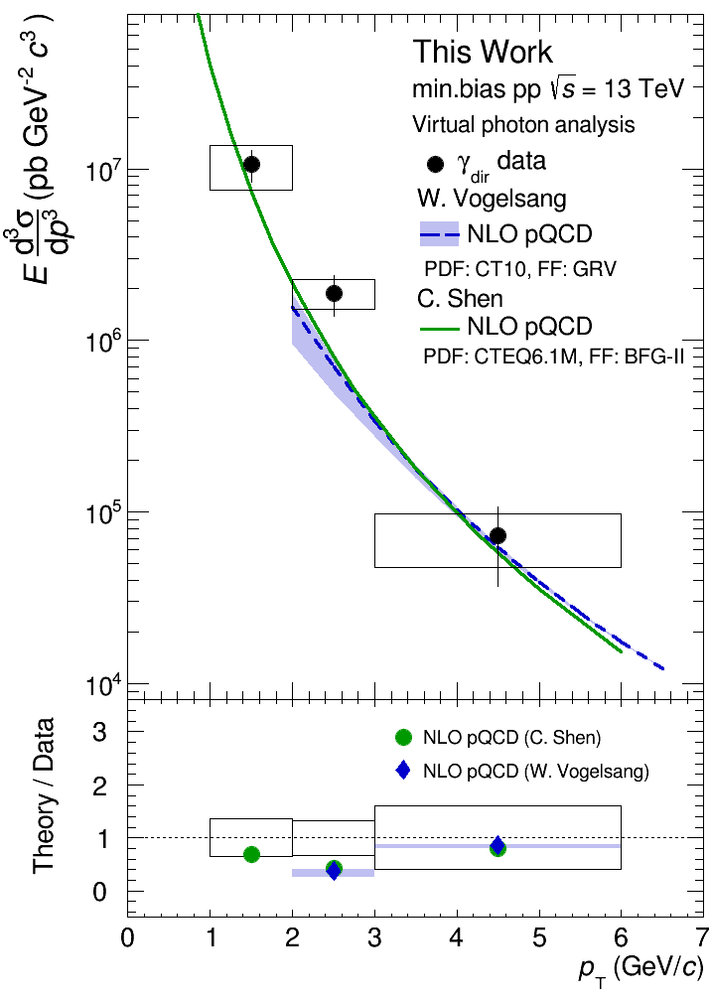 This Work
min.bias pp √s = 13 TeV
Virtual photon analysis
γdir data
W. Vogelsang
NLO pQCD
PDF: CT10, FF: GRV
C. Shen
NLO pQCD
PDF: CTEQ6.1M, FF: BFG-II
E d³σ/dp³ (pb GeV⁻² c³)
10⁷
10⁶
10⁵
10⁴
Theory / Data
3
2
1
0
NLO pQCD (C. Shen)
NLO pQCD (W. Vogelsang)
0 1 2 3 4 5 6 7
pT (GeV/c)